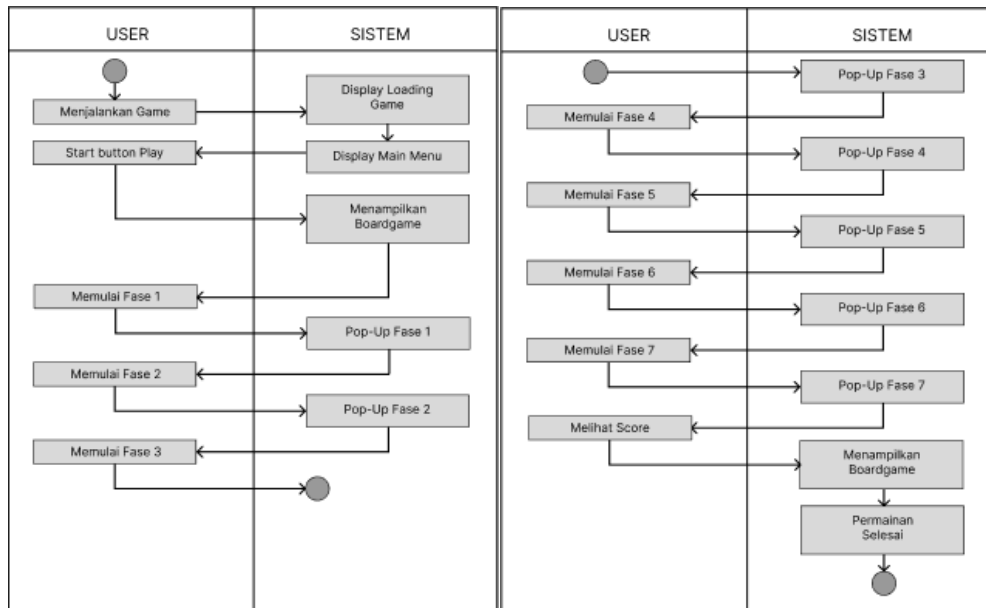 USER
SISTEM
Menjalankan Game
Display Loading
Game
Start button Play
Display Main Menu
Menampilkan
Boardgame
Memulai Fase 1
Pop-Up Fase 1
Memulai Fase 2
Pop-Up Fase 2
Memulai Fase 3
USER
SISTEM
Pop-Up Fase 3
Memulai Fase 4
Pop-Up Fase 4
Memulai Fase 5
Pop-Up Fase 5
Memulai Fase 6
Pop-Up Fase 6
Memulai Fase 7
Pop-Up Fase 7
Melihat Score
Menampilkan
Boardgame
Permainan
Selesai